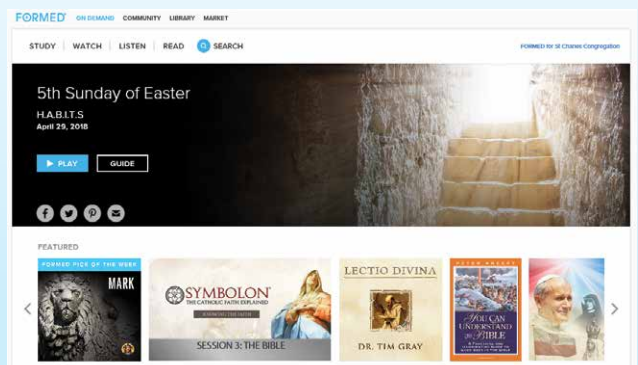 FORMED ON DEMAND COMMUNITY LIBRARY MARKET
STUDY WATCH LISTEN READ SEARCH FORMED for St Charles Congregation
5th Sunday of Easter
H.A.B.I.T.S
April 29, 2018
PLAY GUIDE
FEATURED
FORMED PICK OF THE WEEK
MARK
SYMBOLON
THE CATHOLIC FAITH EXPLAINED
SESSION 3: THE BIBLE
LECTIO DIVINA
DR. TIM GRAY
PETER KREEFT
YOU CAN
UNDERSTAND
THE BIBLE